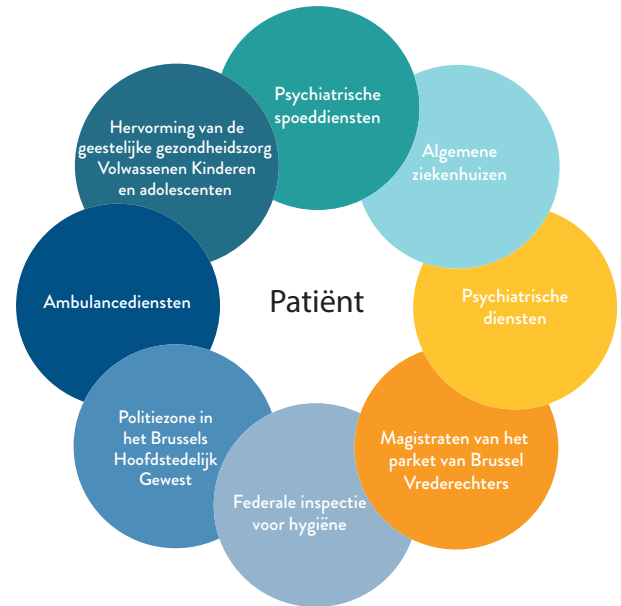 Psychiatrische
spoeddiensten
Algemene
ziekenhuizen
Psychiatrische
diensten
Magistraten van het
parket van Brussel
Vrederechters
Federale inspectie
voor hygiëne
Politiezone in
het Brussels
Hoofdstedelijk
Gewest
Ambulancediensten
Hervorming van de
geestelijke gezondheidszorg
Volwassenen Kinderen
en adolescenten
Patiënt